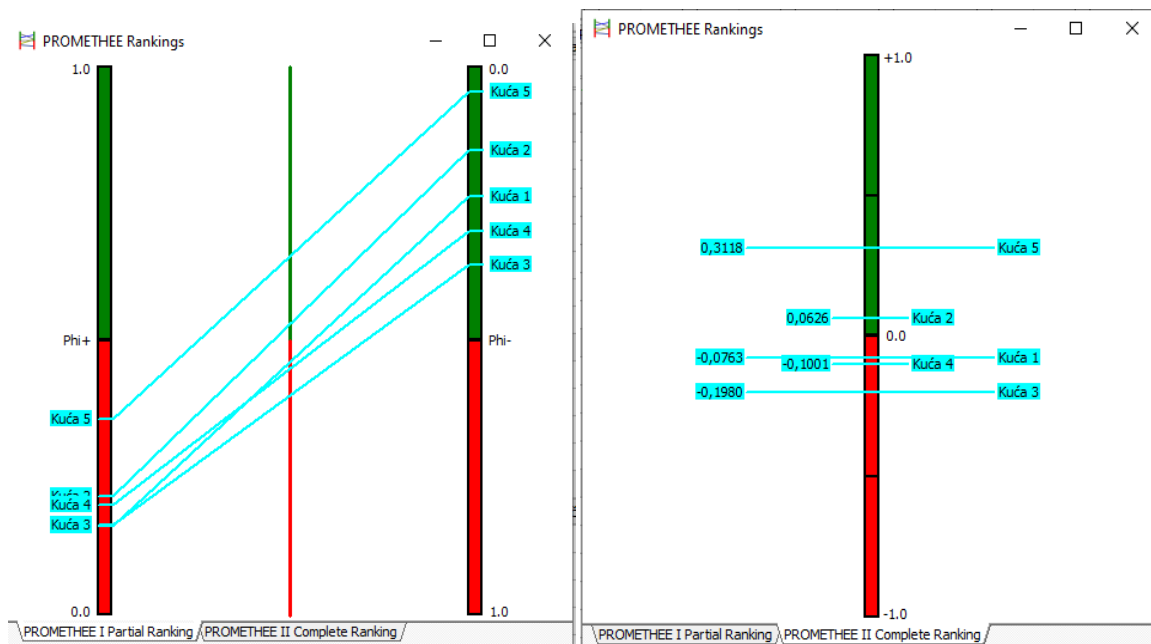 PROMETHEE Rankings
1.0
0.0
Kuća 5
Kuća 2
Kuća 1
Kuća 4
Kuća 3
Phi+
Phi-
Kuća 5
Kuća 4
Kuća 3
0.0
1.0
PROMETHEE I Partial Ranking
PROMETHEE II Complete Ranking
PROMETHEE Rankings
+1.0
0,3118
Kuća 5
0,0626
Kuća 2
0.0
-0,0763
Kuća 1
-0,1001
Kuća 4
-0,1980
Kuća 3
-1.0
PROMETHEE I Partial Ranking
PROMETHEE II Complete Ranking